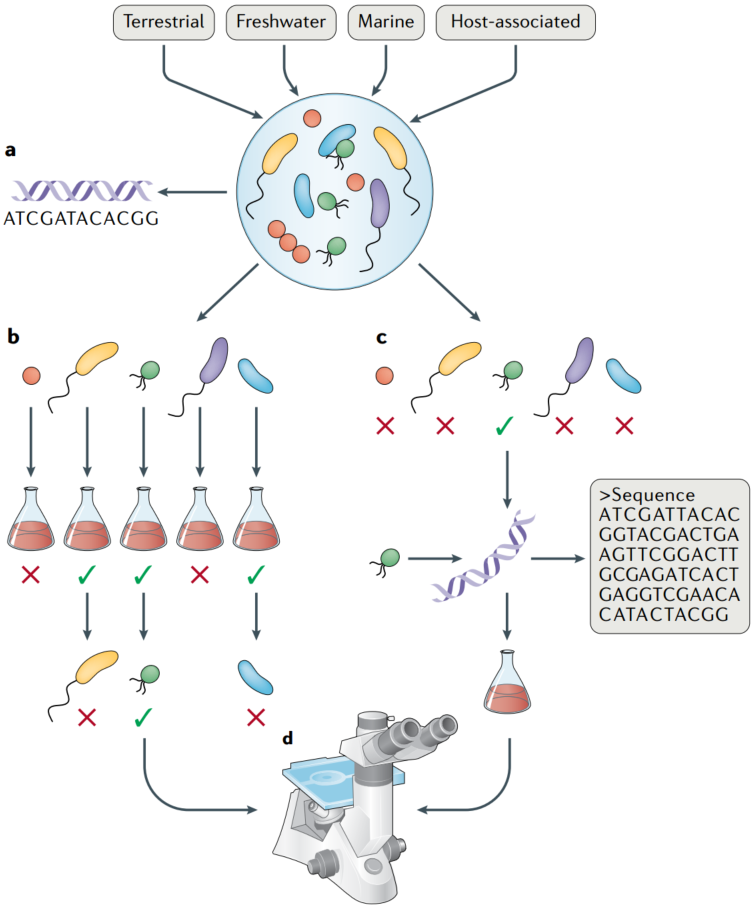 Terrestrial
Freshwater
Marine
Host-associated
a
ATCGATACACGG
b
c
>Sequence
ATCGATTACAC
GGTACGACTGA
AGTTCGGACTT
GCGAGATCACT
GAGGTCGAACA
CATACTACGG
d